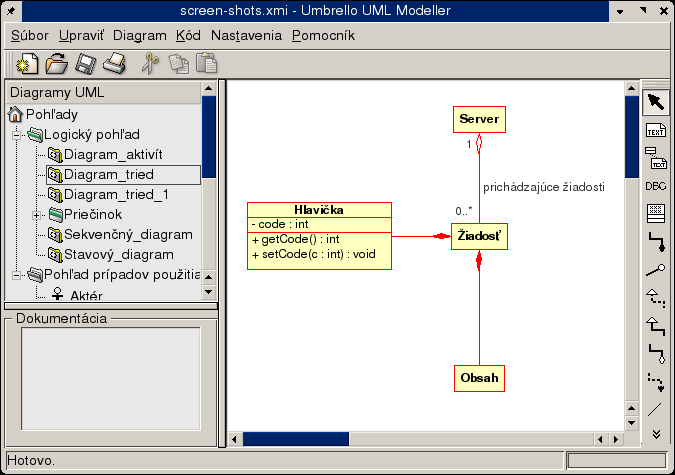 screen-shots.xmi - Umbrello UML Modeller
Súbor Upraviť Diagram Kód Nastavenia Pomocník
Diagramy UML
Pohľady
Logický pohľad
Diagram_aktivít
Diagram_tried
Diagram_tried_1
Priečinok
Sekvenčný_diagram
Stavový_diagram
Pohľad prípadov použitia
Aktér
Dokumentácia
Server
1
prichádzajúce žiadosti
0..*
Hlavička
- code : int
+ getCode() : int
+ setCode(c : int) : void
Žiadosť
Obsah
TEXT
TEXT
DBC
Hotovo.